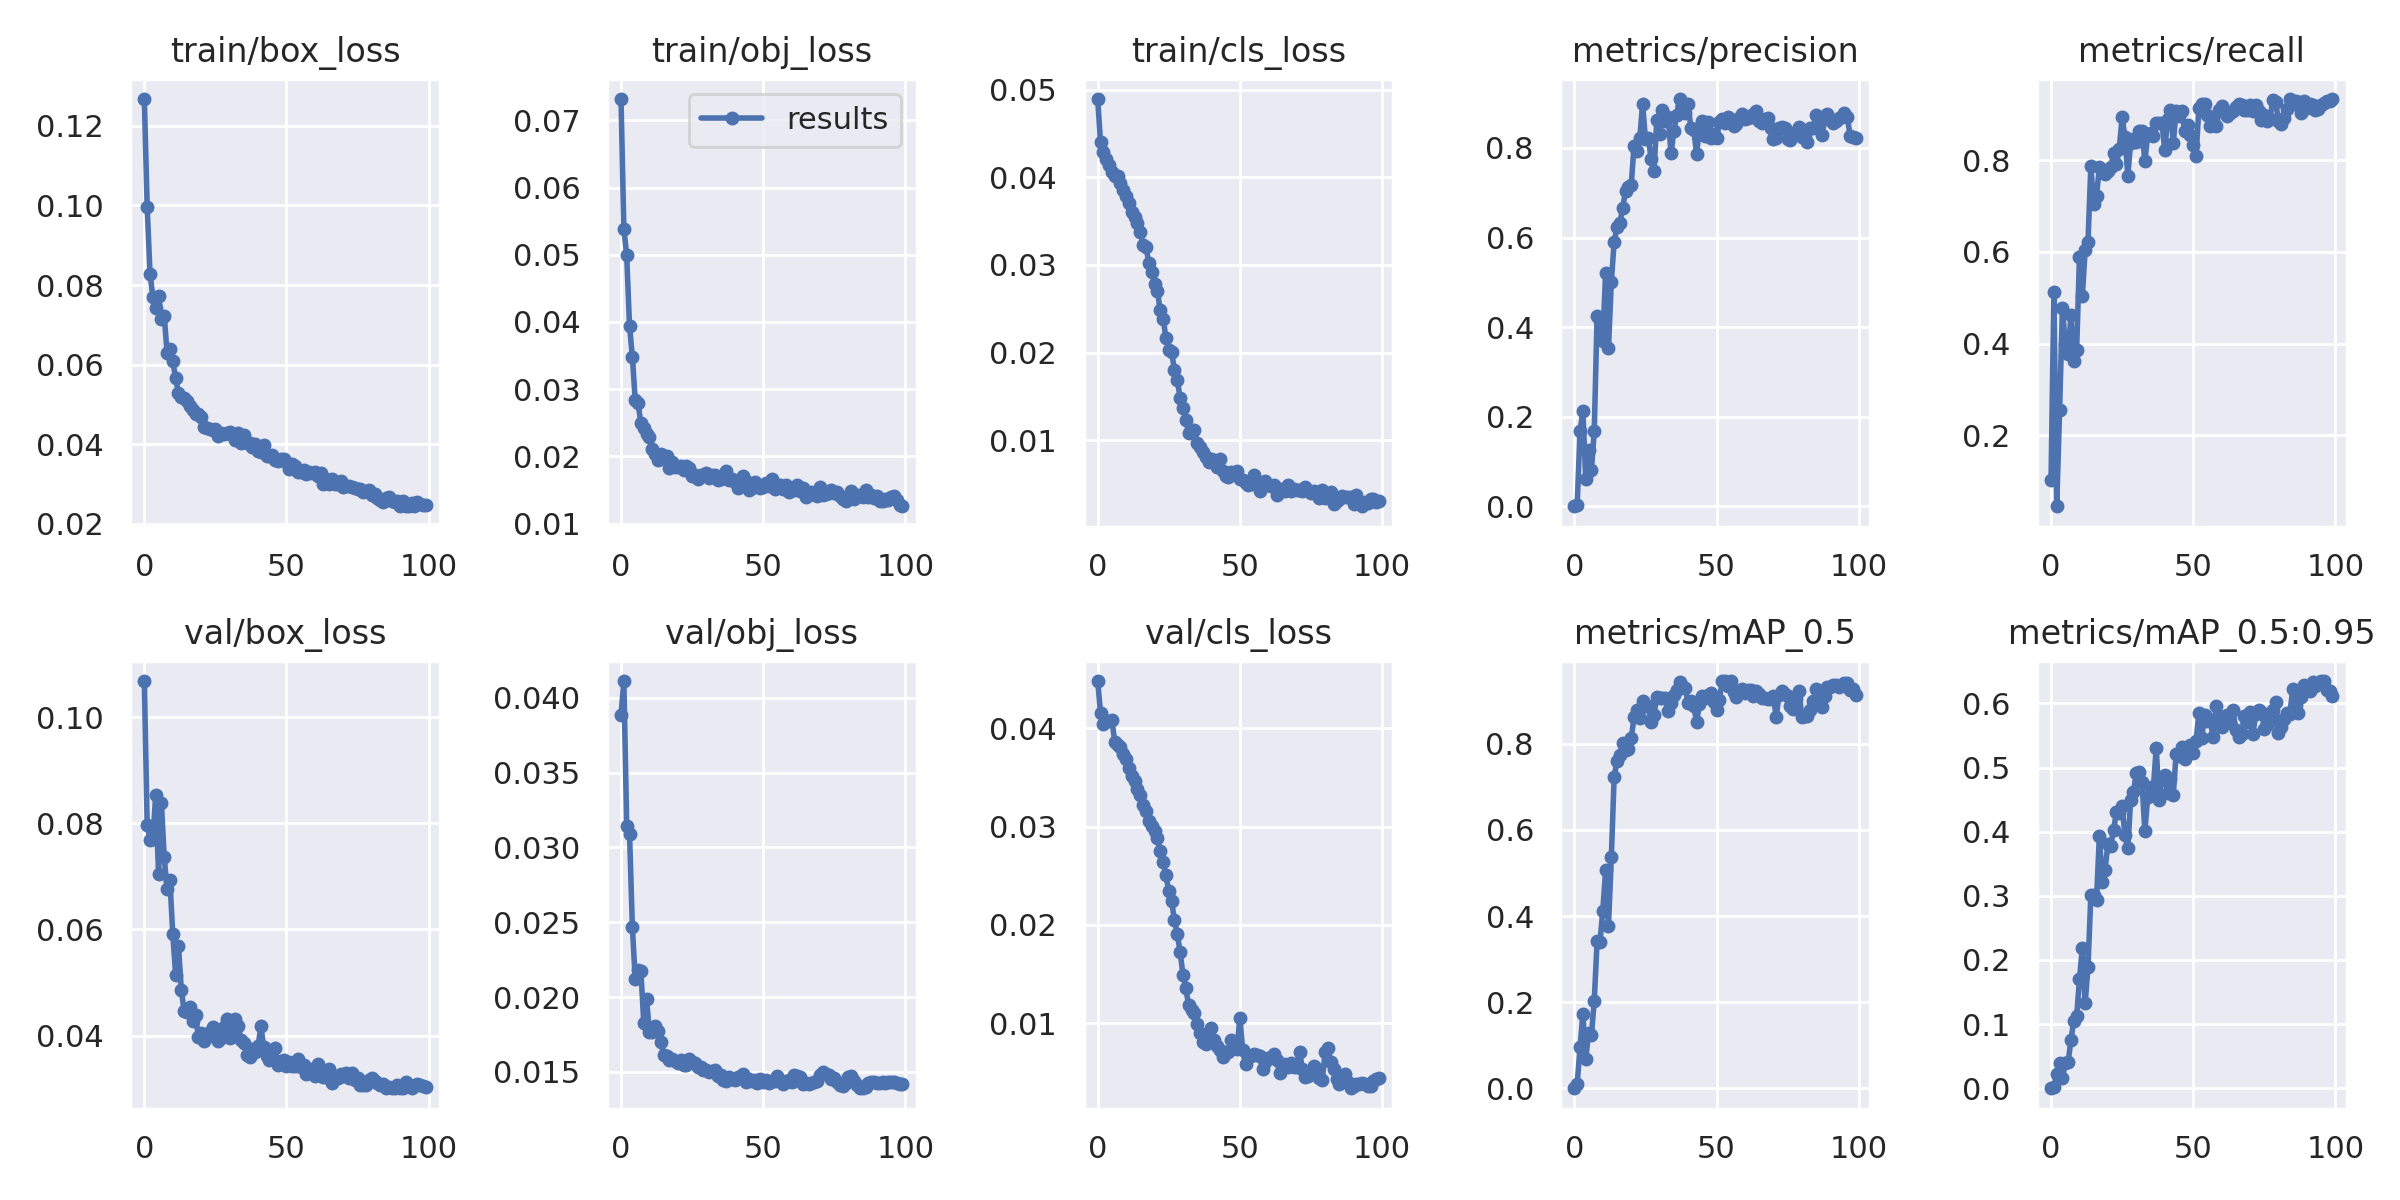 train/box_loss
0.12
0.10
0.08
0.06
0.04
0.02
0 50 100
train/obj_loss
results
0.07
0.06
0.05
0.04
0.03
0.02
0.01
0 50 100
train/cls_loss
0.05
0.04
0.03
0.02
0.01
0 50 100
metrics/precision
0.8
0.6
0.4
0.2
0.0
0 50 100
metrics/recall
0.8
0.6
0.4
0.2
0 50 100
val/box_loss
0.10
0.08
0.06
0.04
0 50 100
val/obj_loss
0.040
0.035
0.030
0.025
0.020
0.015
0 50 100
val/cls_loss
0.04
0.03
0.02
0.01
0 50 100
metrics/mAP_0.5
0.8
0.6
0.4
0.2
0.0
0 50 100
metrics/mAP_0.5:0.95
0.6
0.5
0.4
0.3
0.2
0.1
0.0
0 50 100